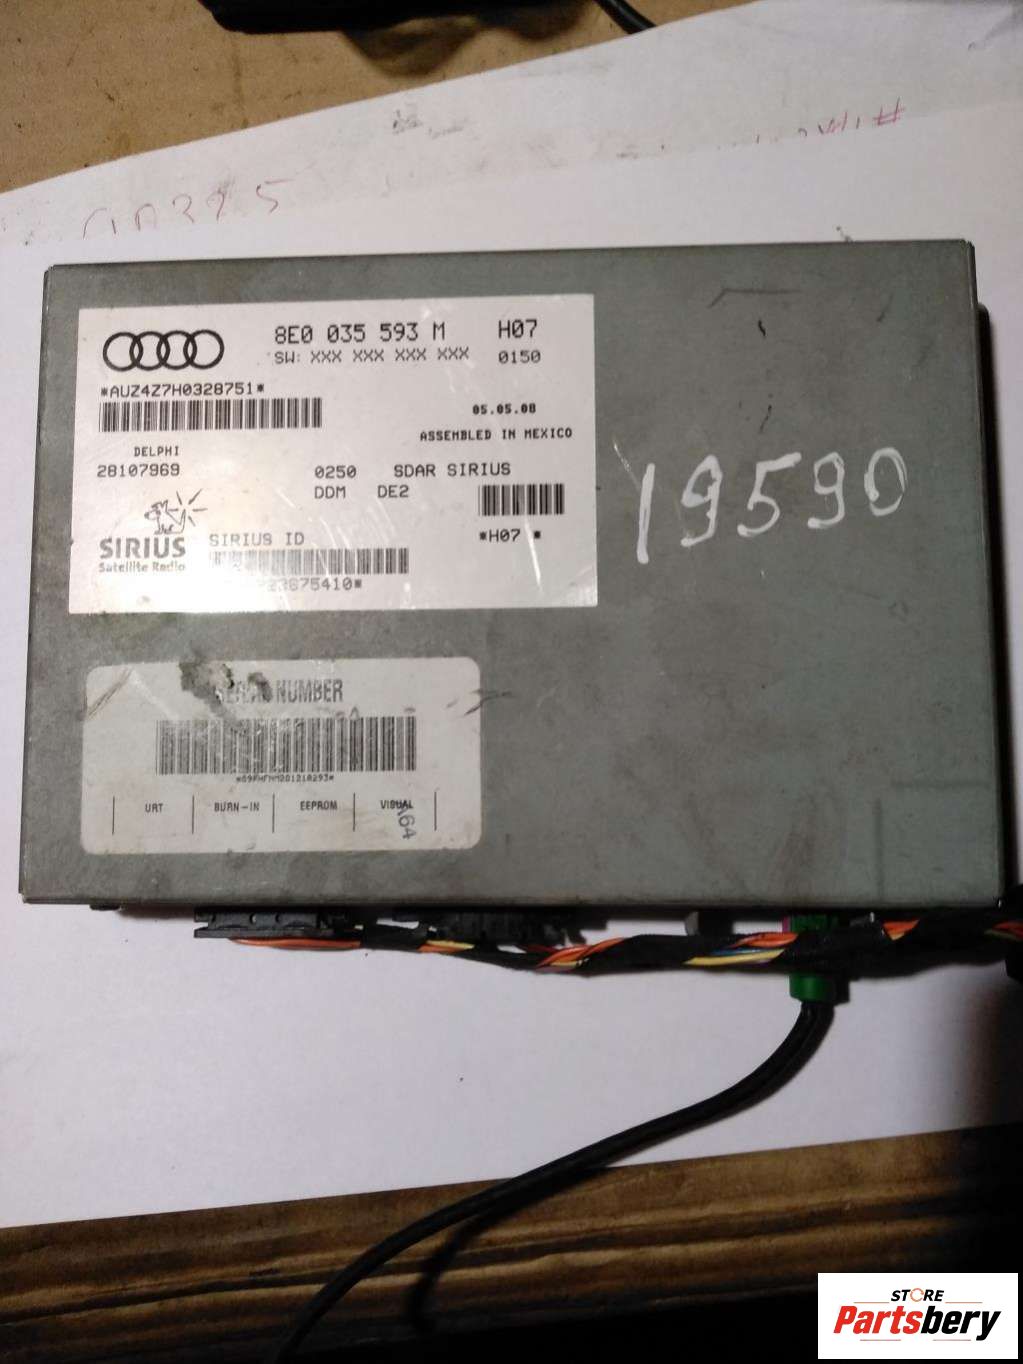 8E0 035 593 M H07
SW: XXX XXX XXX XXX 0150
*AUZ4Z7H0328751*
05.05.08
ASSEMBLED IN MEXICO
DELPHI
28107969 0250 SDAR SIRIUS
DDM DE2
SIRIUS
Satellite Radio
SIRIUS ID
*H07 *
19590
NUMBER
URT BURN-IN EEPROM VISUAL
A64
STORE
Partsbery